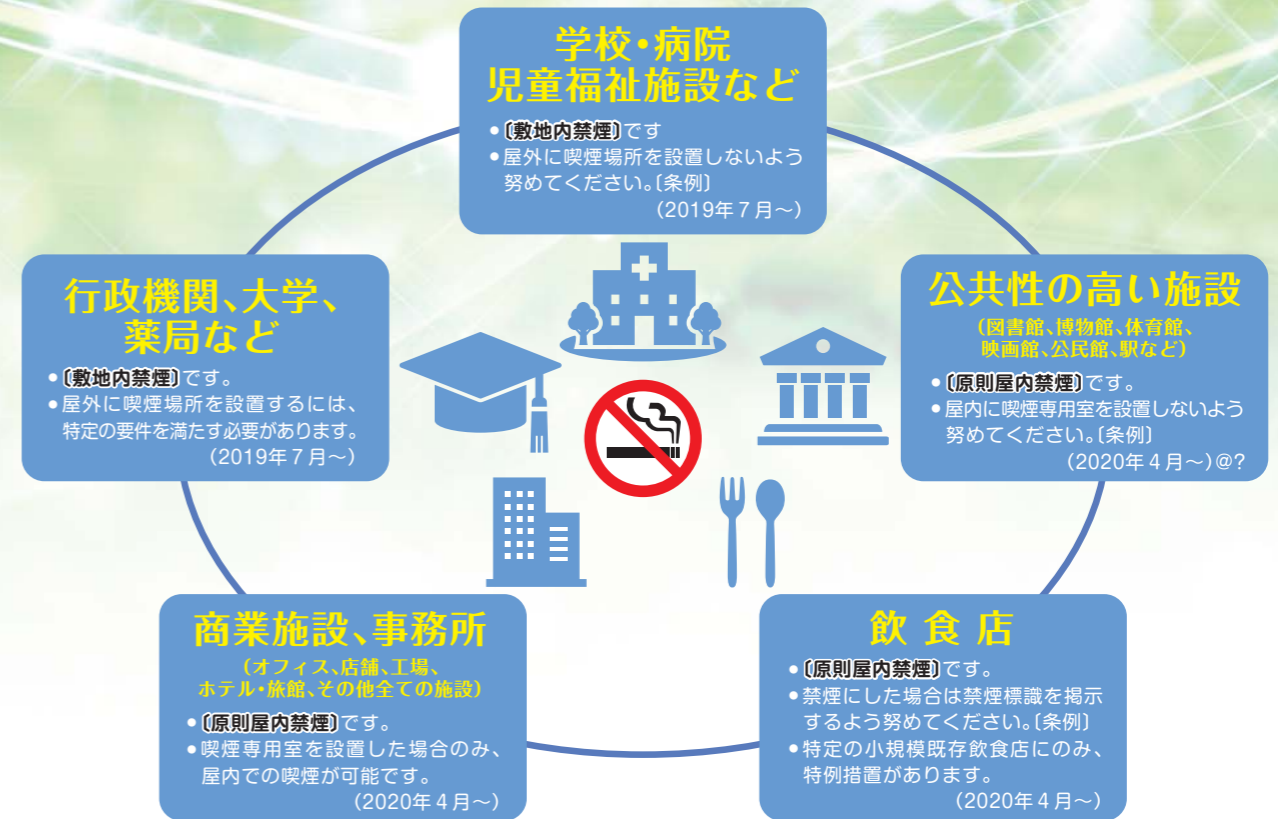 学校・病院
児童福祉施設など
•〔敷地内禁煙〕です
•屋外に喫煙場所を設置しないよう
努めてください。〔条例〕
（2019年7月～）
行政機関、大学、
薬局など
•〔敷地内禁煙〕です。
•屋外に喫煙場所を設置するには、
特定の要件を満たす必要があります。
（2019年7月～）
公共性の高い施設
（図書館、博物館、体育館、
映画館、公民館、駅など）
•〔原則屋内禁煙〕です。
•屋内に喫煙専用室を設置しないよう
努めてください。〔条例〕
（2020年4月～）@?
商業施設、事務所
（オフィス、店舗、工場、
ホテル・旅館、その他全ての施設）
•〔原則屋内禁煙〕です。
•喫煙専用室を設置した場合のみ、
屋内での喫煙が可能です。
（2020年4月～）
飲食店
•〔原則屋内禁煙〕です。
•禁煙にした場合は禁煙標識を掲示
するよう努めてください。〔条例〕
•特定の小規模既存飲食店にのみ、
特例措置があります。
（2020年4月～）